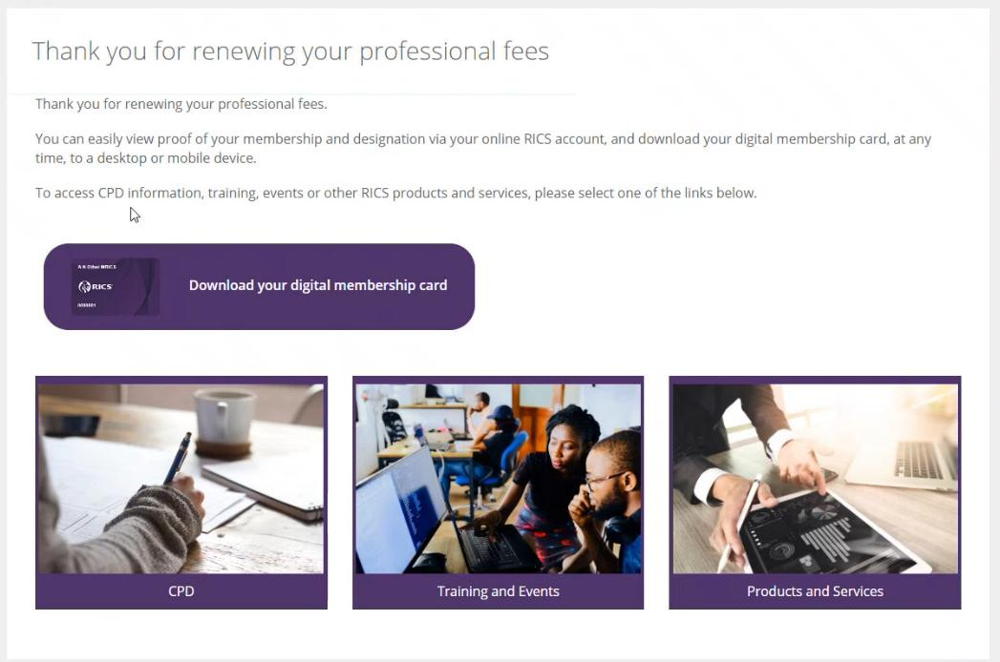 Thank you for renewing your professional fees
Thank you for renewing your professional fees.
You can easily view proof of your membership and designation via your online RICS account, and download your digital membership card, at any
time, to a desktop or mobile device.
To access CPD information, training, events or other RICS products and services, please select one of the links below.
A N Other MRICS
RICS
Download your digital membership card
CPD
Training and Events
Products and Services